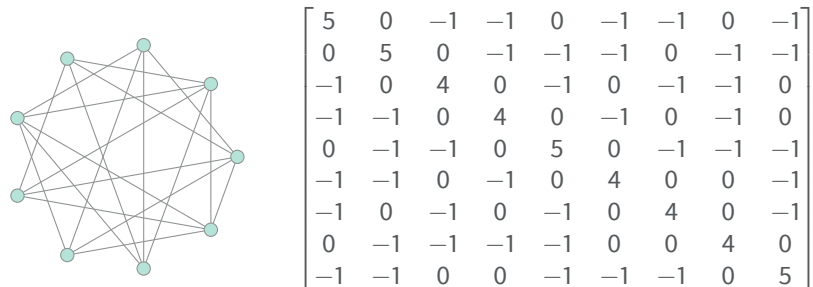 5 0 −1 −1 0 −1 −1 0 −1
0 5 0 −1 −1 −1 0 −1 −1
−1 0 4 0 −1 0 −1 −1 0
−1 −1 0 4 0 −1 0 −1 0
0 −1 −1 0 5 0 −1 −1 −1
−1 −1 0 −1 0 4 0 0 −1
−1 0 −1 0 −1 0 4 0 −1
0 −1 −1 −1 −1 0 0 4 0
−1 −1 0 0 −1 −1 −1 0 5